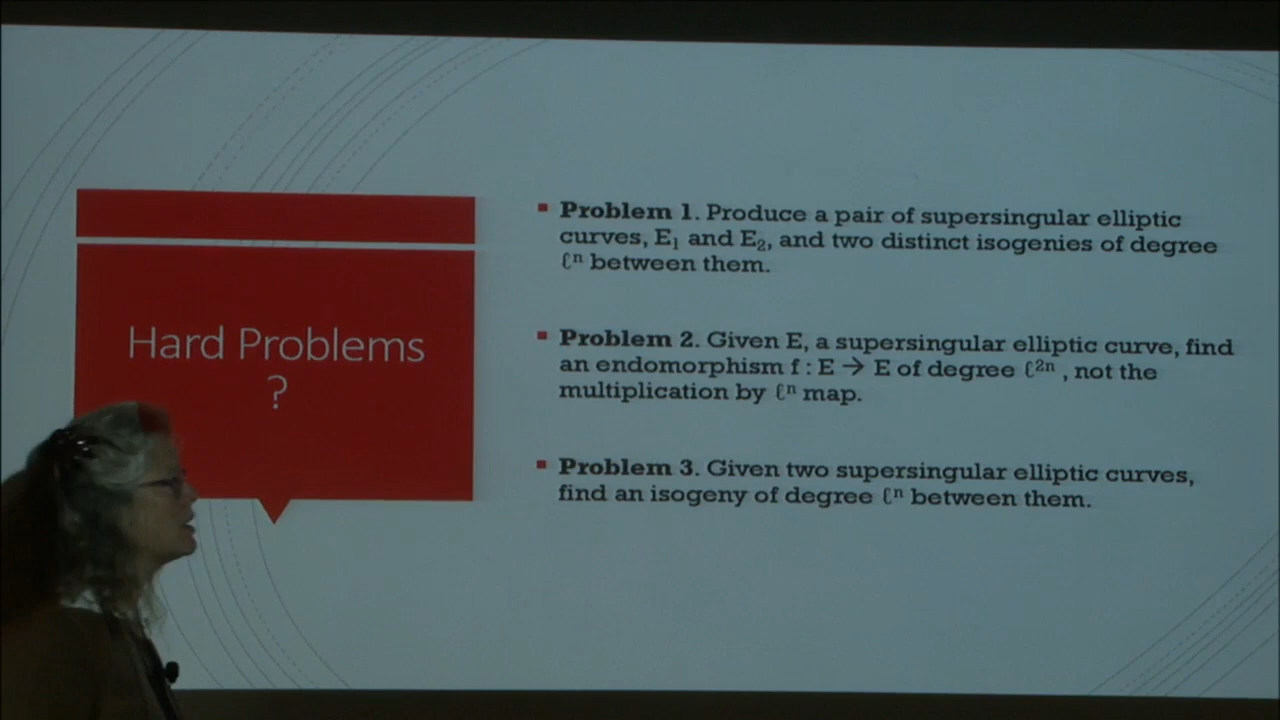 Hard Problems
?
▪ Problem 1. Produce a pair of supersingular elliptic
curves, E₁ and E₂, and two distinct isogenies of degree
ℓⁿ between them.
▪ Problem 2. Given E, a supersingular elliptic curve, find
an endomorphism f : E → E of degree ℓ²ⁿ , not the
multiplication by ℓⁿ map.
▪ Problem 3. Given two supersingular elliptic curves,
find an isogeny of degree ℓⁿ between them.